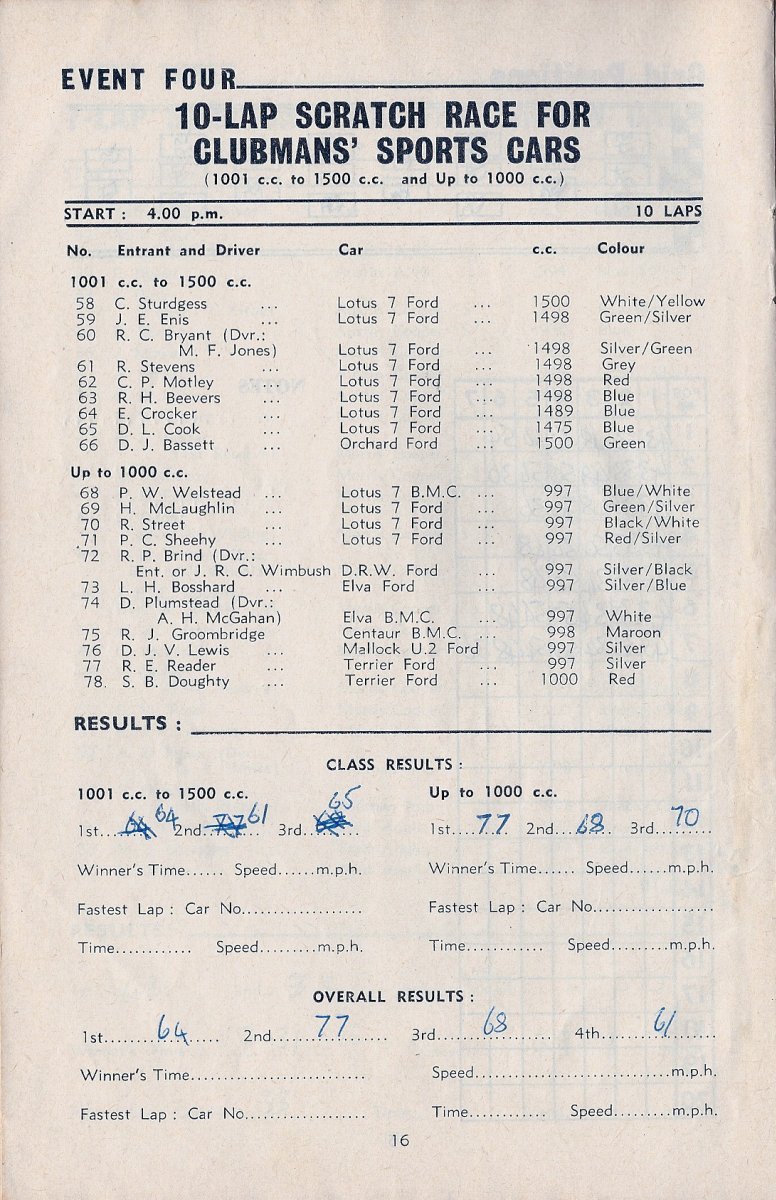 EVENT FOUR
10-LAP SCRATCH RACE FOR
CLUBMANS' SPORTS CARS
(1001 c.c. to 1500 c.c. and Up to 1000 c.c.)
START : 4.00 p.m. 10 LAPS
No. Entrant and Driver Car c.c. Colour
1001 c.c. to 1500 c.c.
58 C. Sturdgess ... Lotus 7 Ford ... 1500 White/Yellow
59 J. E. Enis ... Lotus 7 Ford ... 1498 Green/Silver
60 R. C. Bryant (Dvr.:
M. F. Jones) Lotus 7 Ford ... 1498 Silver/Green
61 R. Stevens ... Lotus 7 Ford ... 1498 Grey
62 C. P. Motley ... Lotus 7 Ford ... 1498 Red
63 R. H. Beevers ... Lotus 7 Ford ... 1498 Blue
64 E. Crocker ... Lotus 7 Ford ... 1489 Blue
65 D. L. Cook ... Lotus 7 Ford ... 1475 Blue
66 D. J. Bassett ... Orchard Ford ... 1500 Green
Up to 1000 c.c.
68 P. W. Welstead ... Lotus 7 B.M.C. ... 997 Blue/White
69 H. McLaughlin ... Lotus 7 Ford ... 997 Green/Silver
70 R. Street ... Lotus 7 Ford ... 997 Black/White
71 P. C. Sheehy ... Lotus 7 Ford ... 997 Red/Silver
72 R. P. Brind (Dvr.:
Ent. or J. R. C. Wimbush D.R.W. Ford ... 997 Silver/Black
73 L. H. Bosshard ... Elva Ford ... 997 Silver/Blue
74 D. Plumstead (Dvr.:
A. H. McGahan) Elva B.M.C. ... 997 White
75 R. J. Groombridge Centaur B.M.C. ... 998 Maroon
76 D. J. V. Lewis ... Mallock U.2 Ford 997 Silver
77 R. E. Reader ... Terrier Ford ... 997 Silver
78. S. B. Doughty ... Terrier Ford ... 1000 Red
RESULTS :
CLASS RESULTS :
1001 c.c. to 1500 c.c. Up to 1000 c.c.
1st... 64 2nd. 61 3rd. 65 1st.... 77 2nd... 68 3rd... 70
Winner's Time...... Speed......m.p.h. Winner's Time...... Speed......m.p.h.
Fastest Lap : Car No.................. Fastest Lap : Car No..................
Time............ Speed.........m.p.h. Time............ Speed.........m.p.h.
OVERALL RESULTS :
1st........ 64 2nd....... 77 3rd....... 68 4th....... 61
Winner's Time........................... Speed..............................m.p.h.
Fastest Lap : Car No.................. Time............ Speed.........m.p.h.
16